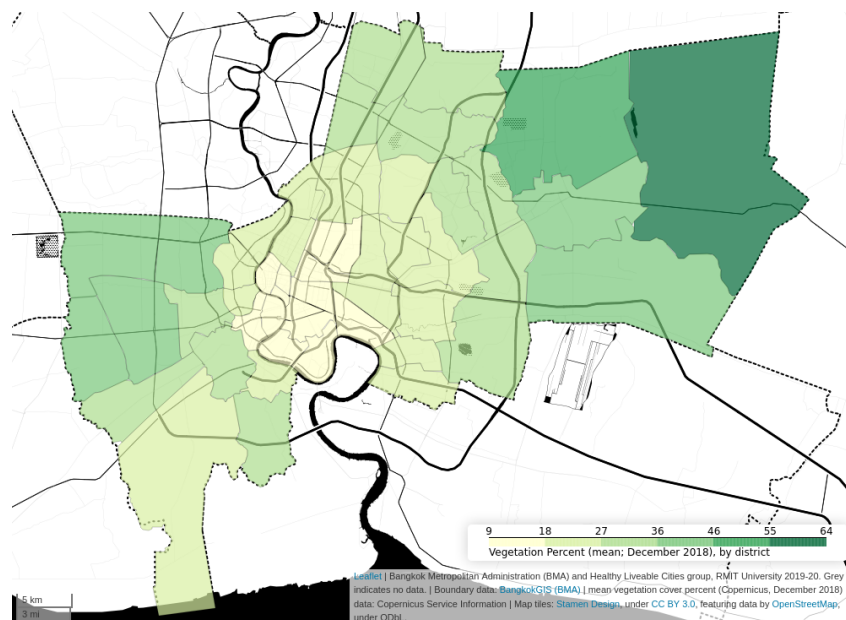 9 18 27 36 46 55 64
Vegetation Percent (mean; December 2018), by district
5 km
3 mi
Leaflet | Bangkok Metropolitan Administration (BMA) and Healthy Liveable Cities group, RMIT University 2019-20. Grey
indicates no data. | Boundary data: BangkokGIS (BMA) | mean vegetation cover percent (Copernicus, December 2018)
data: Copernicus Service Information | Map tiles: Stamen Design, under CC BY 3.0, featuring data by OpenStreetMap,
under ODbL